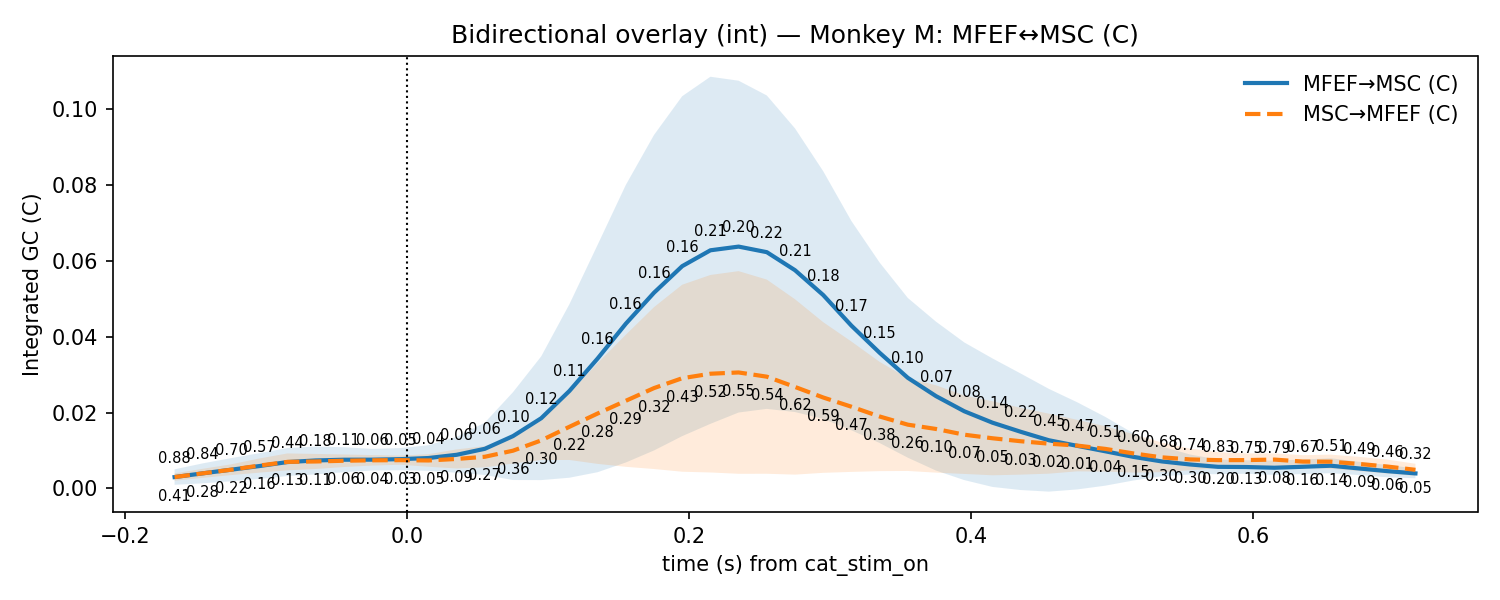 Bidirectional overlay (int) — Monkey M: MFEF↔MSC (C)
MFEF→MSC (C)
MSC→MFEF (C)
Integrated GC (C)
0.10
0.08
0.06
0.04
0.02
0.00
0.88 0.84 0.70 0.57 0.44 0.18 0.11 0.06 0.05 0.04 0.06 0.06 0.10 0.12 0.11 0.16 0.16 0.16 0.16 0.21 0.20 0.22 0.21 0.18 0.17 0.15 0.10 0.07 0.08 0.14 0.22 0.45 0.47 0.51 0.60 0.68 0.74 0.83 0.75 0.79 0.67 0.51 0.49 0.46 0.32
0.41 0.28 0.22 0.16 0.13 0.11 0.06 0.04 0.03 0.05 0.09 0.27 0.36 0.30 0.22 0.28 0.29 0.32 0.43 0.52 0.55 0.54 0.62 0.59 0.47 0.38 0.26 0.10 0.07 0.05 0.03 0.02 0.01 0.04 0.15 0.30 0.30 0.20 0.13 0.08 0.16 0.14 0.09 0.06 0.05
−0.2 0.0 0.2 0.4 0.6
time (s) from cat_stim_on